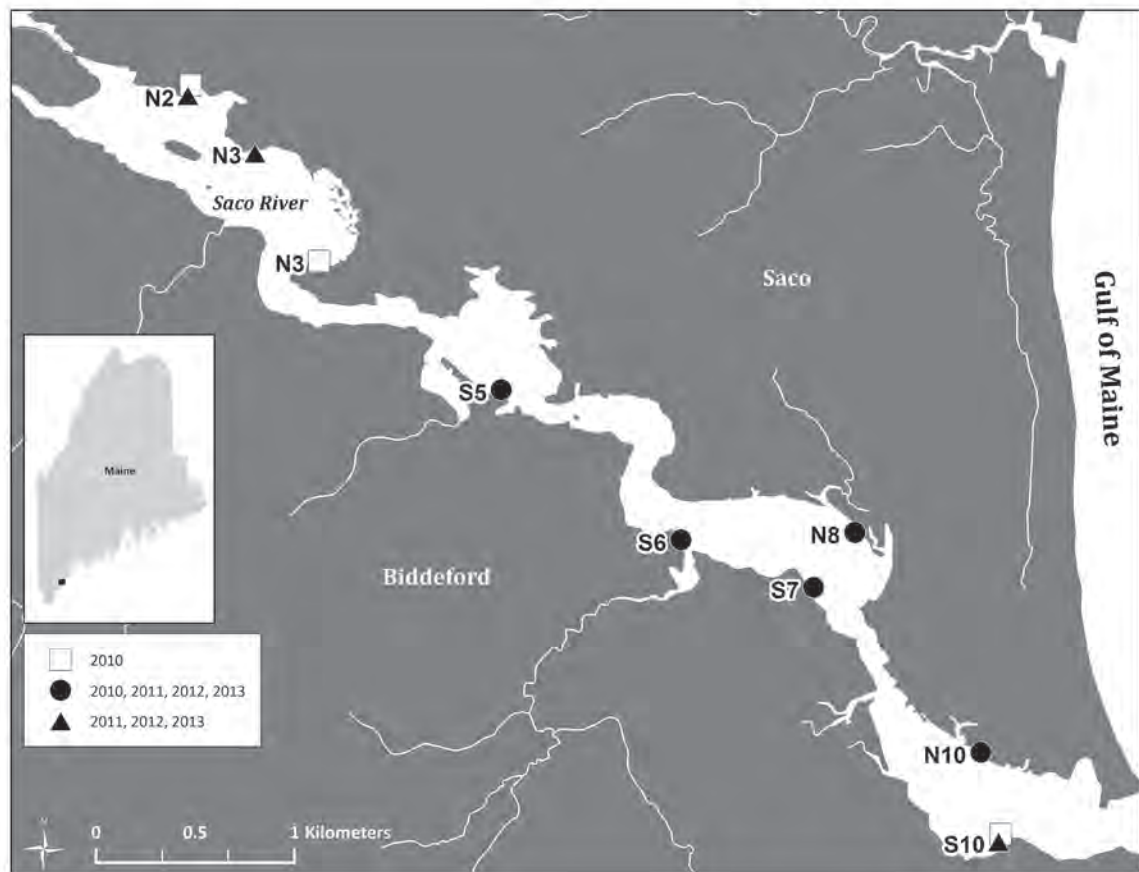 N2
N3
Saco River
N3
Saco
Gulf of Maine
S5
Maine
S6
N8
Biddeford
S7
2010
2010, 2011, 2012, 2013
2011, 2012, 2013
N10
0 0.5 1 Kilometers
S10